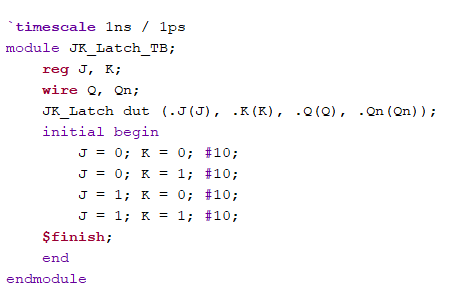 `timescale 1ns / 1ps
module JK_Latch_TB;
reg J, K;
wire Q, Qn;
JK_Latch dut (.J(J), .K(K), .Q(Q), .Qn(Qn));
initial begin
J = 0; K = 0; #10;
J = 0; K = 1; #10;
J = 1; K = 0; #10;
J = 1; K = 1; #10;
$finish;
end
endmodule